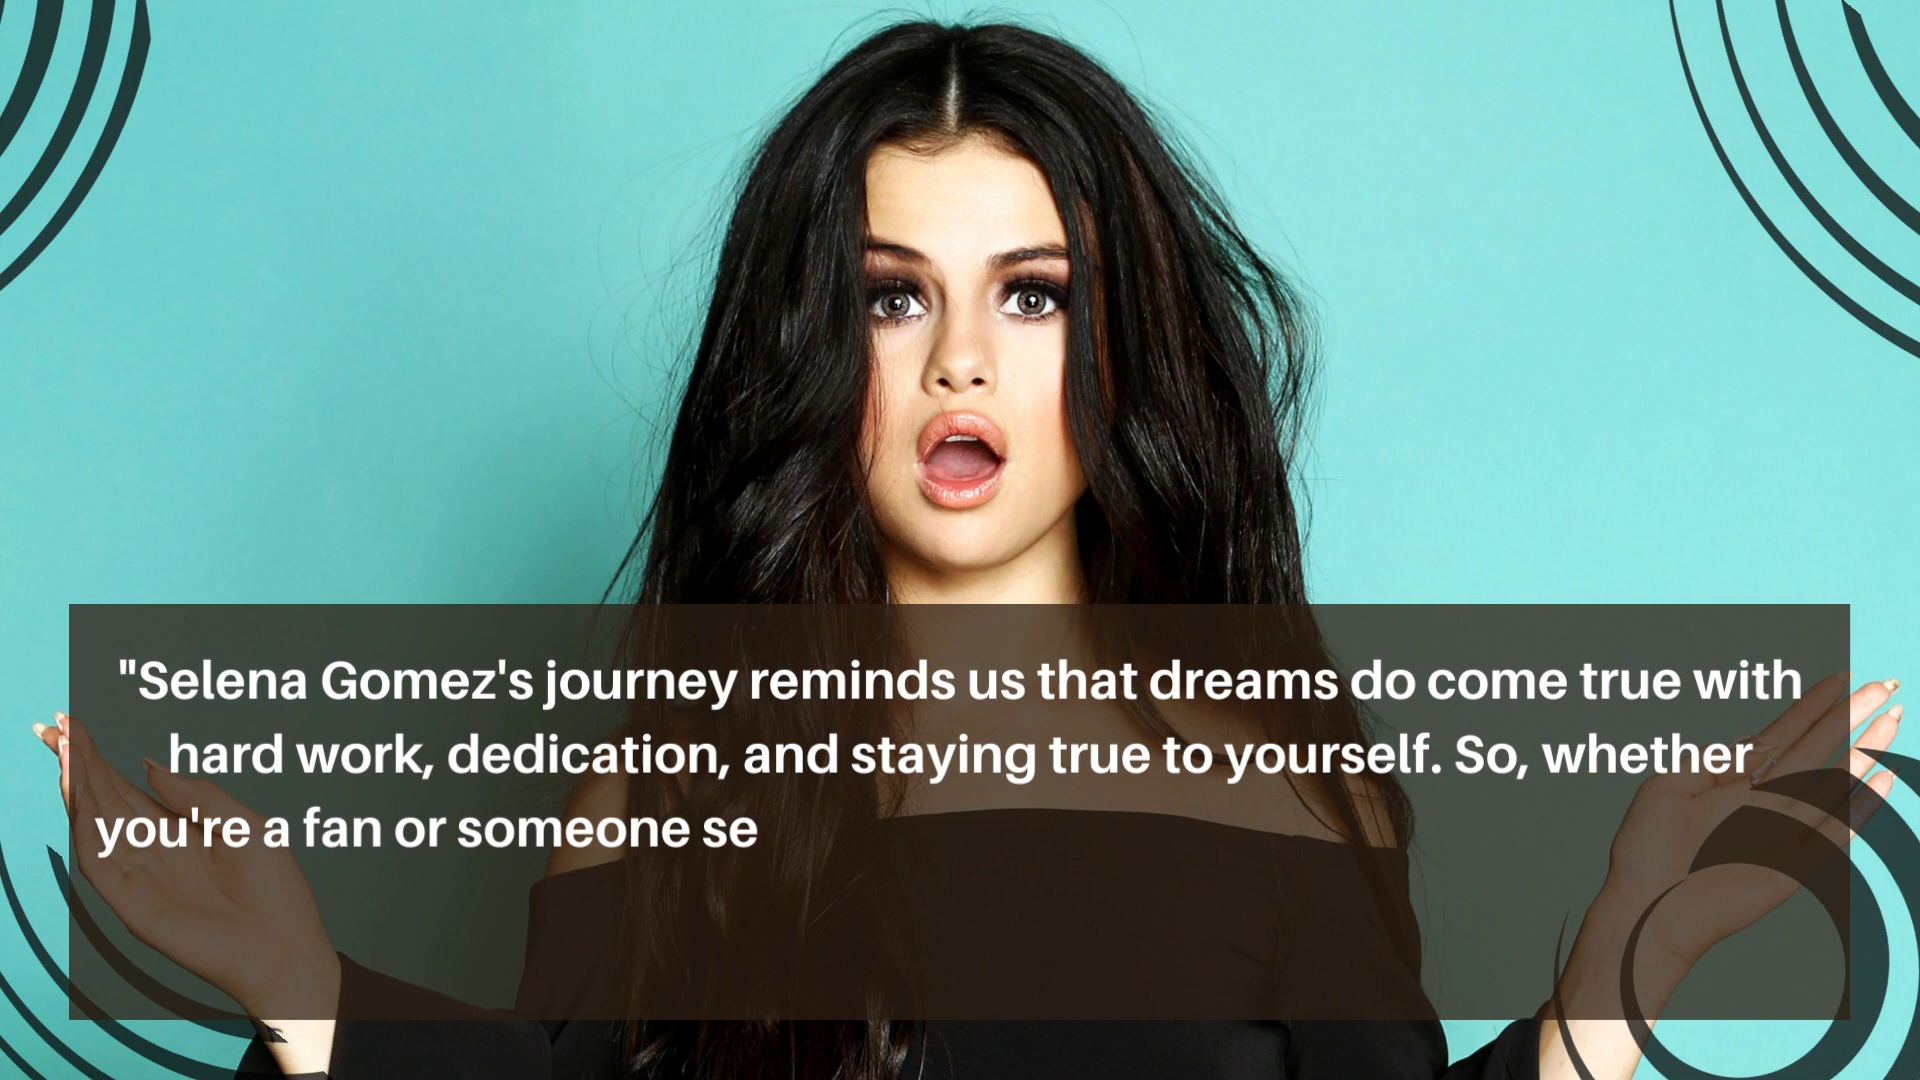 "Selena Gomez's journey reminds us that dreams do come true with
hard work, dedication, and staying true to yourself. So, whether
you're a fan or someone se